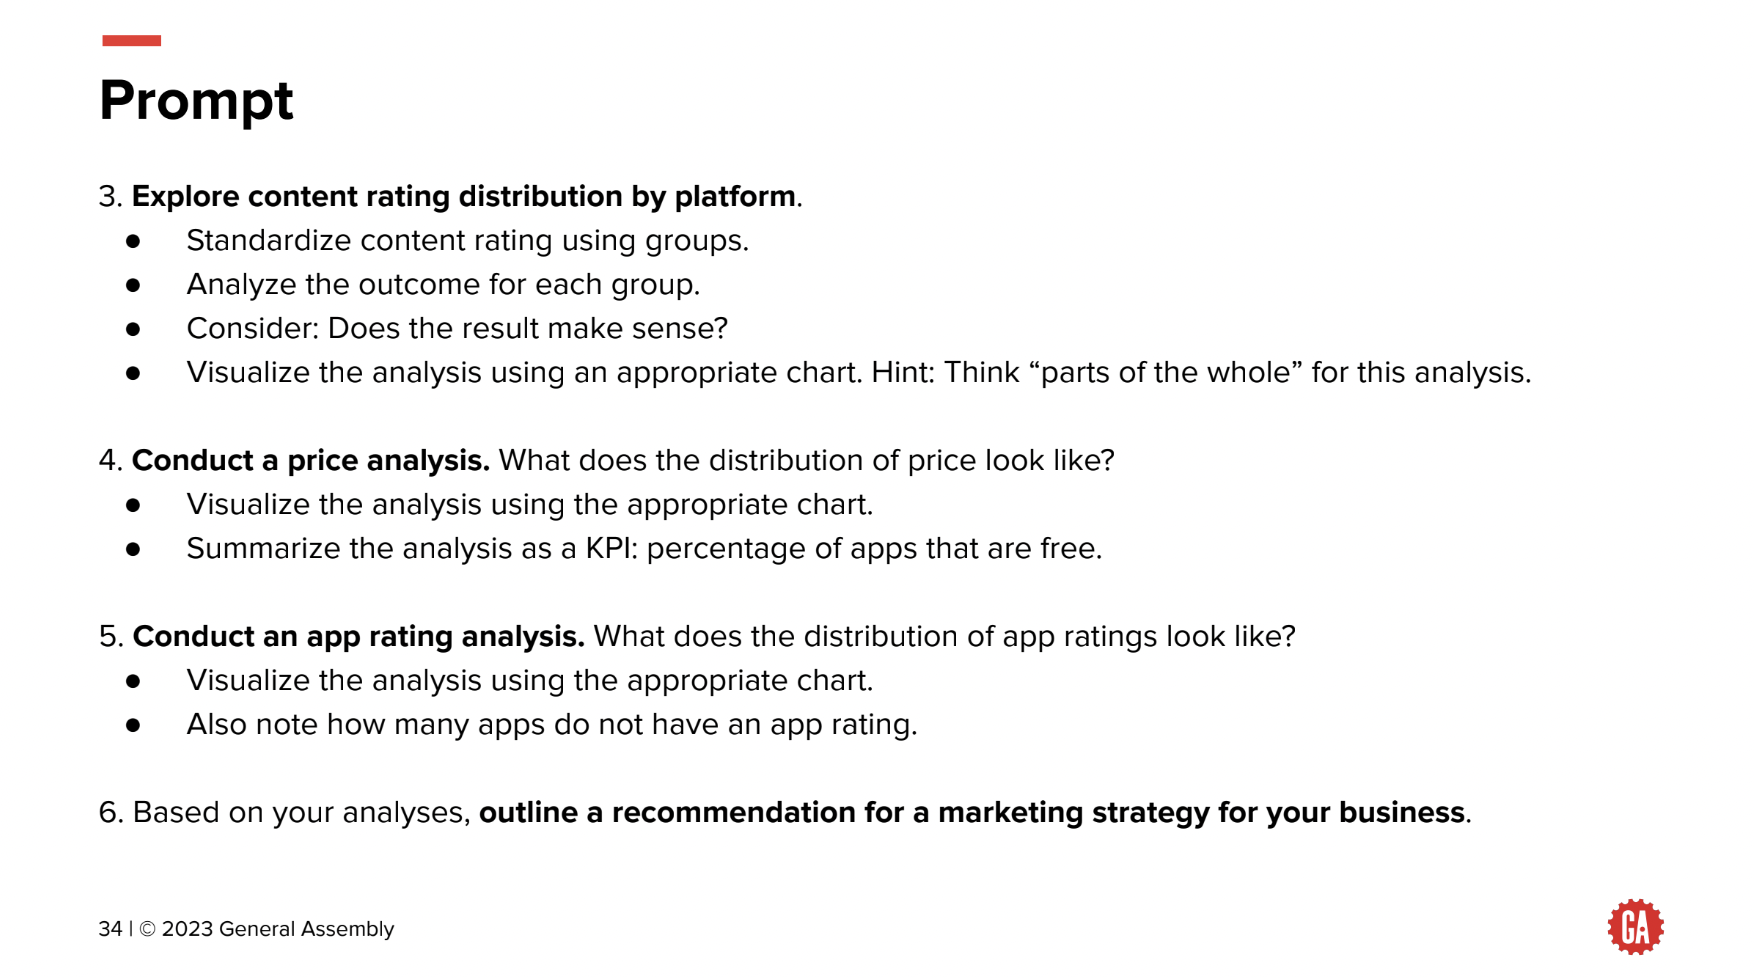 Prompt
3. Explore content rating distribution by platform.
● Standardize content rating using groups.
● Analyze the outcome for each group.
● Consider: Does the result make sense?
● Visualize the analysis using an appropriate chart. Hint: Think “parts of the whole” for this analysis.
4. Conduct a price analysis. What does the distribution of price look like?
● Visualize the analysis using the appropriate chart.
● Summarize the analysis as a KPI: percentage of apps that are free.
5. Conduct an app rating analysis. What does the distribution of app ratings look like?
● Visualize the analysis using the appropriate chart.
● Also note how many apps do not have an app rating.
6. Based on your analyses, outline a recommendation for a marketing strategy for your business.
34 | © 2023 General Assembly
GA